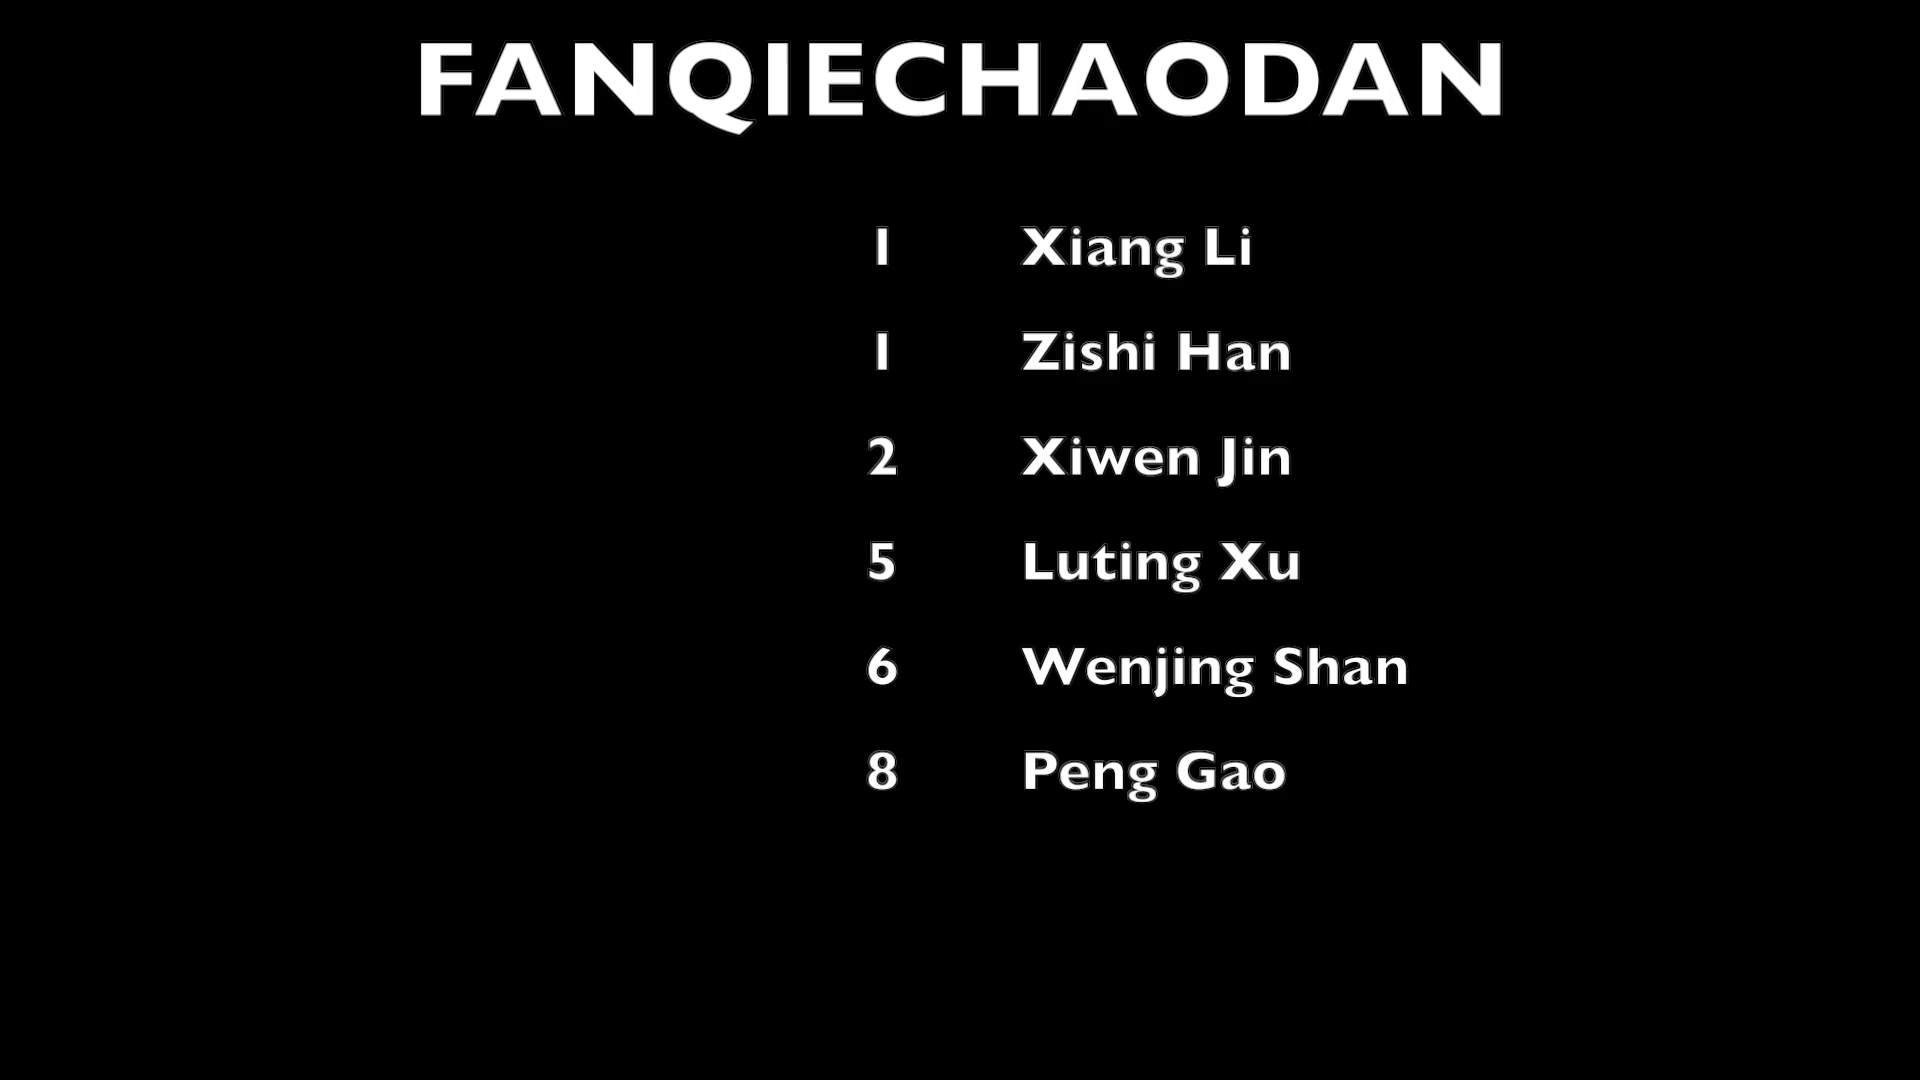 FANQIECHAODAN
1 Xiang Li
1 Zishi Han
2 Xiwen Jin
5 Luting Xu
6 Wenjing Shan
8 Peng Gao